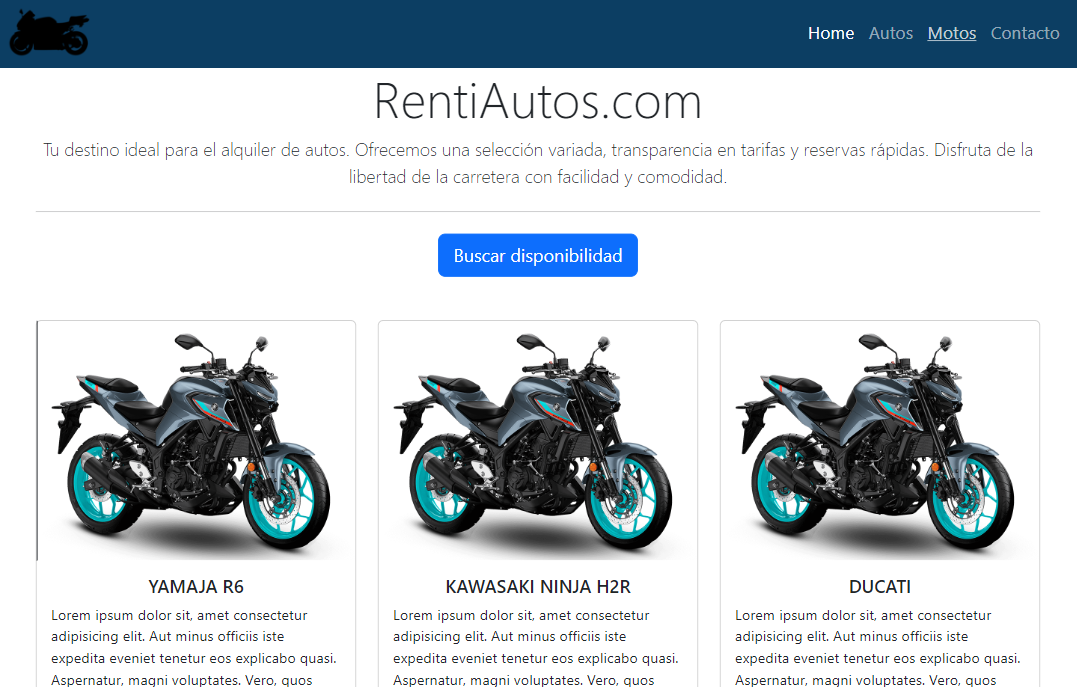 Home Autos Motos Contacto
RentiAutos.com
Tu destino ideal para el alquiler de autos. Ofrecemos una selección variada, transparencia en tarifas y reservas rápidas. Disfruta de la
libertad de la carretera con facilidad y comodidad.
Buscar disponibilidad
YAMAJA R6
Lorem ipsum dolor sit, amet consectetur
adipisicing elit. Aut minus officiis iste
expedita eveniet tenetur eos explicabo quasi.
Aspernatur, magni voluptates. Vero, quos
KAWASAKI NINJA H2R
Lorem ipsum dolor sit, amet consectetur
adipisicing elit. Aut minus officiis iste
expedita eveniet tenetur eos explicabo quasi.
Aspernatur, magni voluptates. Vero, quos
DUCATI
Lorem ipsum dolor sit, amet consectetur
adipisicing elit. Aut minus officiis iste
expedita eveniet tenetur eos explicabo quasi.
Aspernatur, magni voluptates. Vero, quos